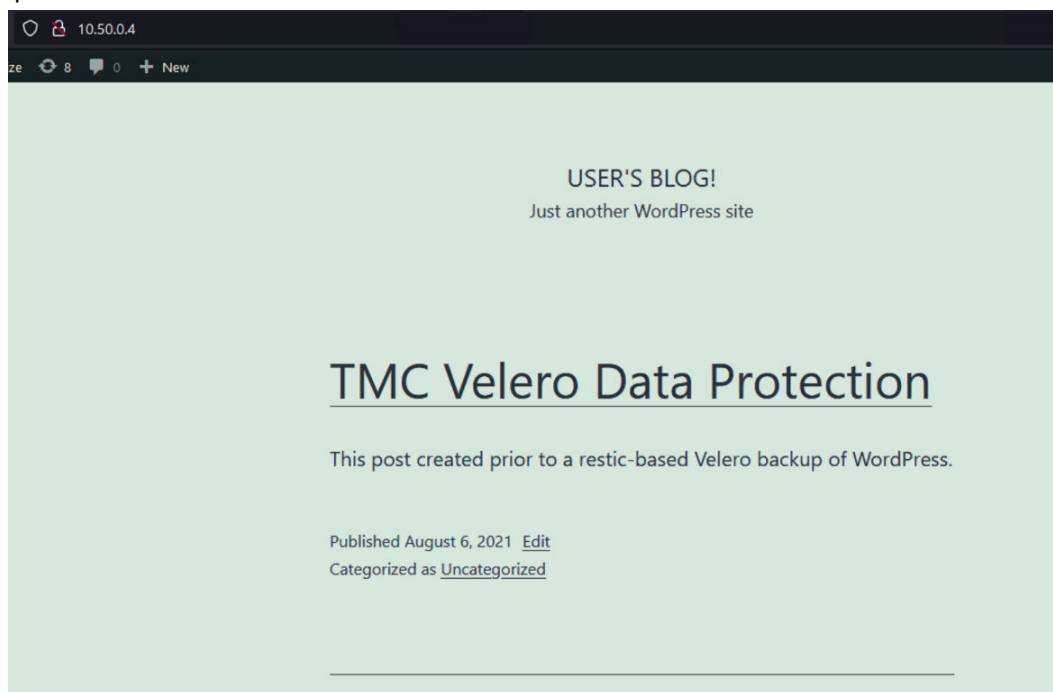 10.50.0.4
ze 8 0 + New
USER'S BLOG!
Just another WordPress site
TMC Velero Data Protection
This post created prior to a restic-based Velero backup of WordPress.
Published August 6, 2021 Edit
Categorized as Uncategorized